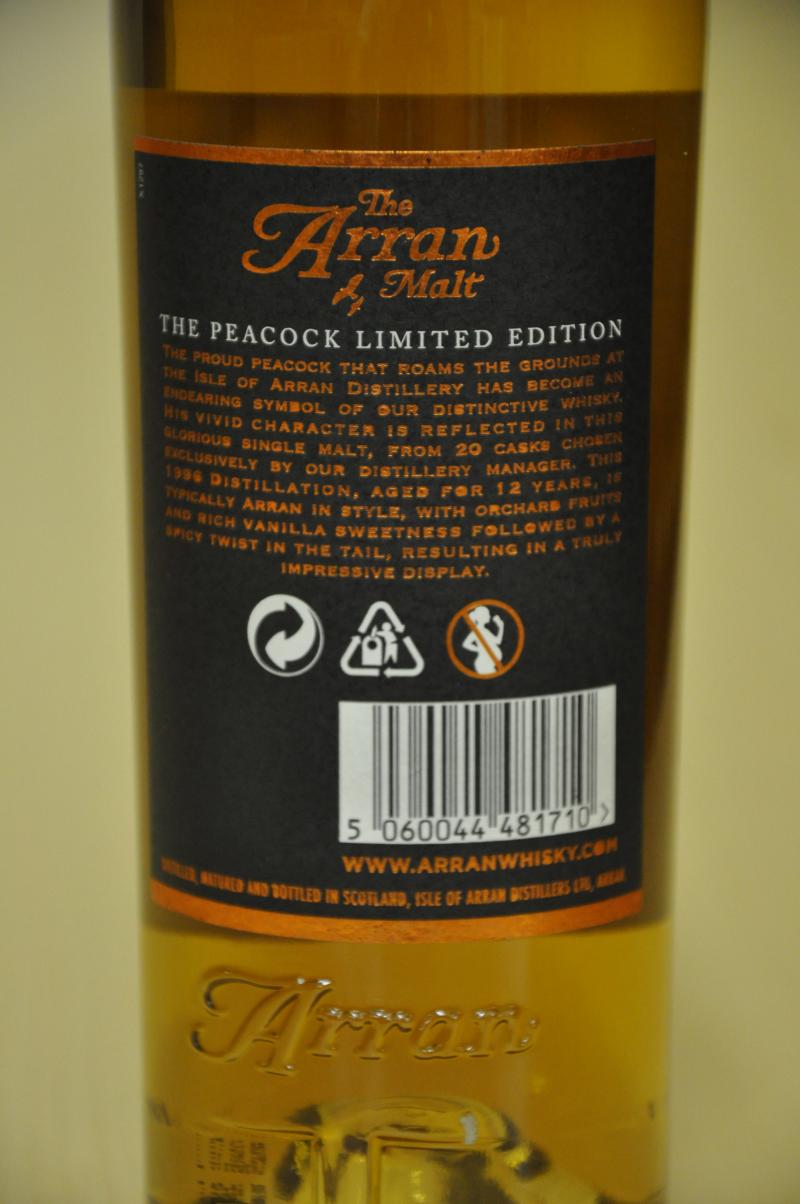 The
Arran
Malt
THE PEACOCK LIMITED EDITION
THE PROUD PEACOCK THAT ROAMS THE GROUNDS AT
THE ISLE OF ARRAN DISTILLERY HAS BECOME AN
ENDEARING SYMBOL OF OUR DISTINCTIVE WHISKY.
HIS VIVID CHARACTER IS REFLECTED IN THIS
GLORIOUS SINGLE MALT, FROM 20 CASKS CHOSEN
EXCLUSIVELY BY OUR DISTILLERY MANAGER. THIS
1996 DISTILLATION, AGED FOR 12 YEARS, IS
TYPICALLY ARRAN IN STYLE, WITH ORCHARD FRUITS
AND RICH VANILLA SWEETNESS FOLLOWED BY A
SPICY TWIST IN THE TAIL, RESULTING IN A TRULY
IMPRESSIVE DISPLAY.
5 060044 481710 >
WWW.ARRANWHISKY.COM
DISTILLED, MATURED AND BOTTLED IN SCOTLAND, ISLE OF ARRAN DISTILLERS LTD, ARRAN
Arran